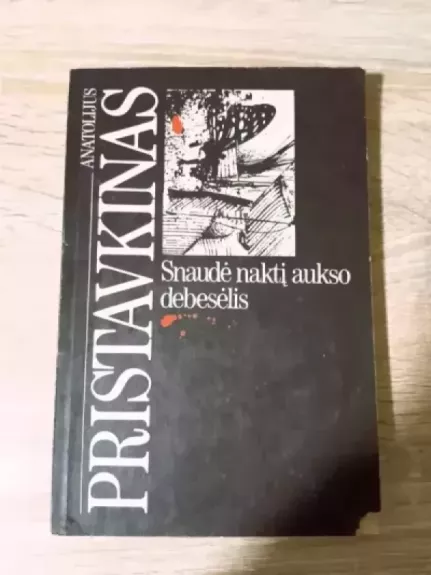 ANATOLIJUS
PRISTAVKINAS
Snaudė naktį aukso
debesėlis